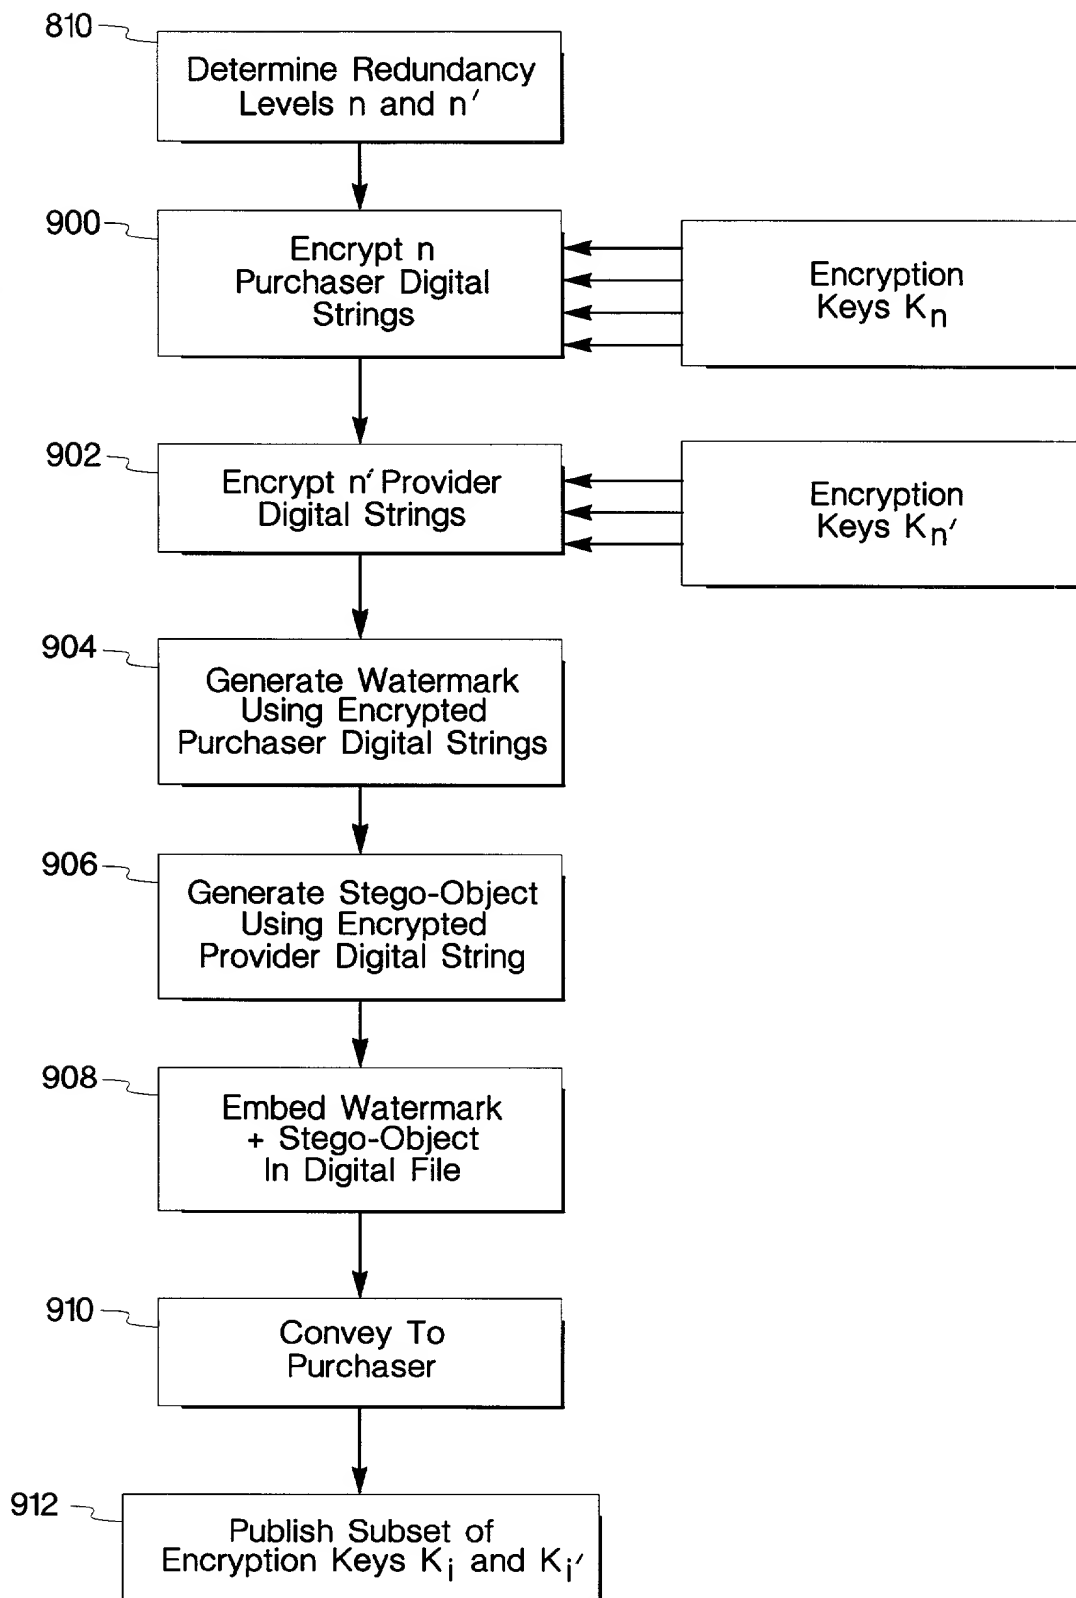 810
Determine Redundancy
Levels n and n'
900
Encrypt n
Purchaser Digital
Strings
Encryption
Keys Kn
902
Encrypt n' Provider
Digital Strings
Encryption
Keys Kn'
904
Generate Watermark
Using Encrypted
Purchaser Digital Strings
906
Generate Stego-Object
Using Encrypted
Provider Digital String
908
Embed Watermark
+ Stego-Object
In Digital File
910
Convey To
Purchaser
912
Publish Subset of
Encryption Keys Ki and Ki'